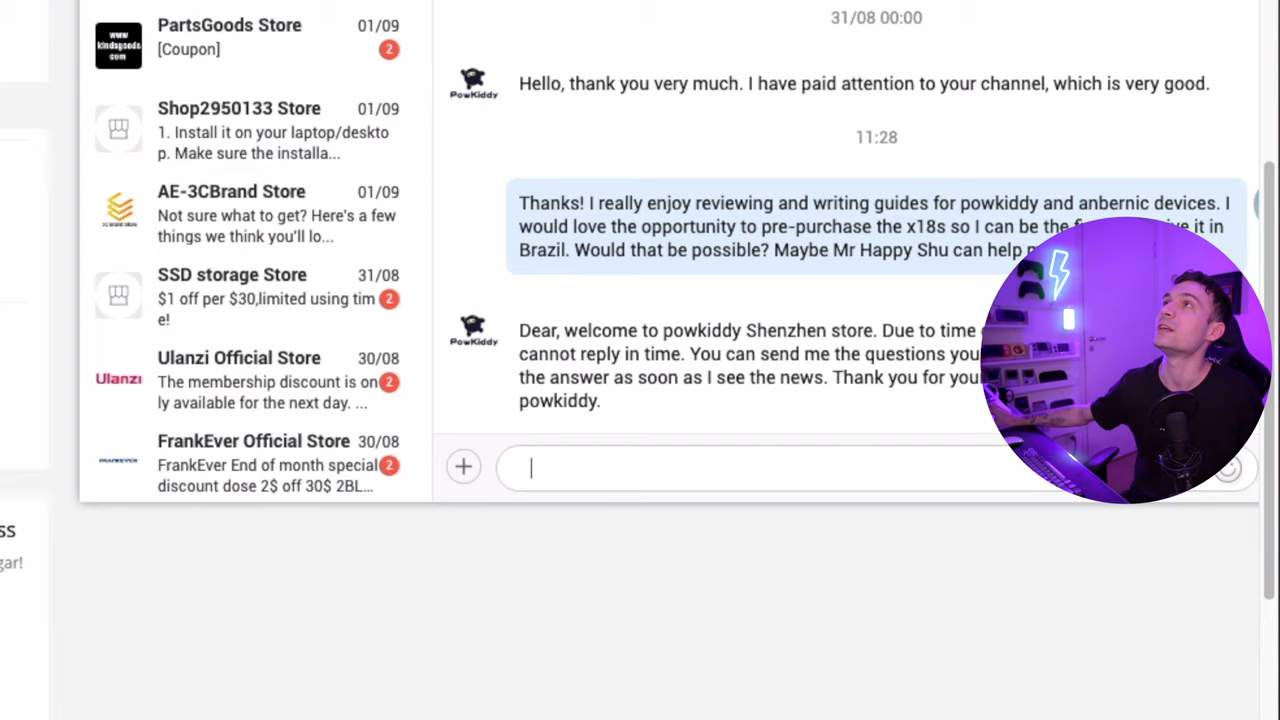 PartsGoods Store 01/09
[Coupon] 2
www
kindsgoods
com
Shop2950133 Store 01/09
1. Install it on your laptop/deskto
p. Make sure the installa...
AE-3CBrand Store 01/09
Not sure what to get? Here's a few
things we think you'll lo...
SSD storage Store 31/08
$1 off per $30,limited using tim 2
e!
Ulanzi Official Store 30/08
Ulanzi
The membership discount is on 2
ly available for the next day. ...
FrankEver Official Store 30/08
FRANKEVER
FrankEver End of month special 2
discount dose 2$ off 30$ 2BL...
31/08 00:00
PowKiddy
Hello, thank you very much. I have paid attention to your channel, which is very good.
11:28
Thanks! I really enjoy reviewing and writing guides for powkiddy and anbernic devices. I
would love the opportunity to pre-purchase the x18s so I can be the it in
Brazil. Would that be possible? Maybe Mr Happy Shu can help
PowKiddy
Dear, welcome to powkiddy Shenzhen store. Due to time
cannot reply in time. You can send me the questions you
the answer as soon as I see the news. Thank you for
powkiddy.
ss
gar!